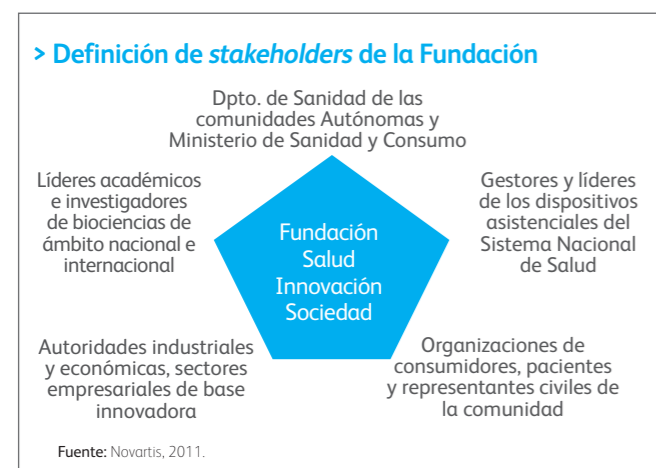 > Definición de stakeholders de la Fundación
Dpto. de Sanidad de las
comunidades Autónomas y
Ministerio de Sanidad y Consumo
Líderes académicos
e investigadores
de biociencias de
ámbito nacional e
internacional
Gestores y líderes
de los dispositivos
asistenciales del
Sistema Nacional
de Salud
Fundación
Salud
Innovación
Sociedad
Autoridades industriales
y económicas, sectores
empresariales de base
innovadora
Organizaciones de
consumidores, pacientes
y representantes civiles de
la comunidad
Fuente: Novartis, 2011.